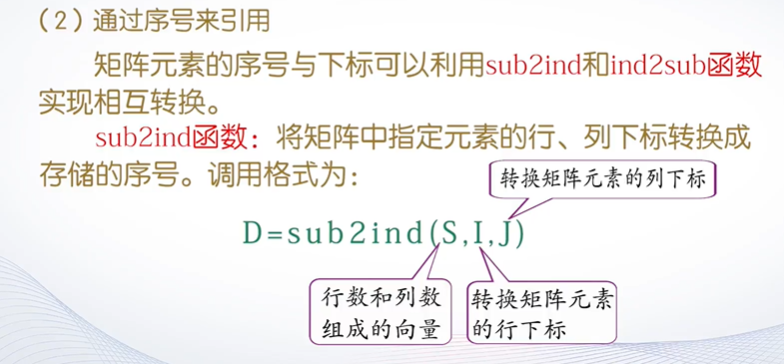 （2）通过序号来引用
矩阵元素的序号与下标可以利用sub2ind和ind2sub函数
实现相互转换。
sub2ind函数：将矩阵中指定元素的行、列下标转换成
存储的序号。调用格式为：
转换矩阵元素的列下标
D=sub2ind(S,I,J)
行数和列数
组成的向量
转换矩阵元素
的行下标